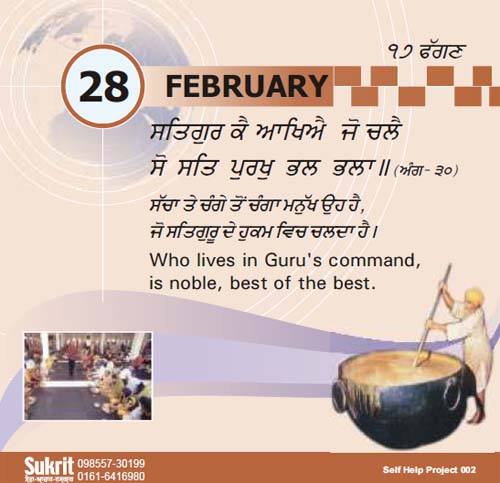 ੧੭ ਫੱਗਣ
28 FEBRUARY
ਸਤਿਗੁਰ ਕੈ ਆਖਿਐ ਜੋ ਚਲੈ
ਸੋ ਸਤਿ ਪੁਰਖੁ ਭਲ ਭਲਾ॥ (ਅੰਗ- ੩੦)
ਸੱਚਾ ਤੇ ਚੰਗੇ ਤੋਂ ਚੰਗਾ ਮਨੁੱਖ ਉਹ ਹੈ,
ਜੋ ਸਤਿਗੁਰੂ ਦੇ ਹੁਕਮ ਵਿਚ ਚਲਦਾ ਹੈ।
Who lives in Guru's command,
is noble, best of the best.
Sukrit 098557-30199
0161-6416980
Self Help Project 002